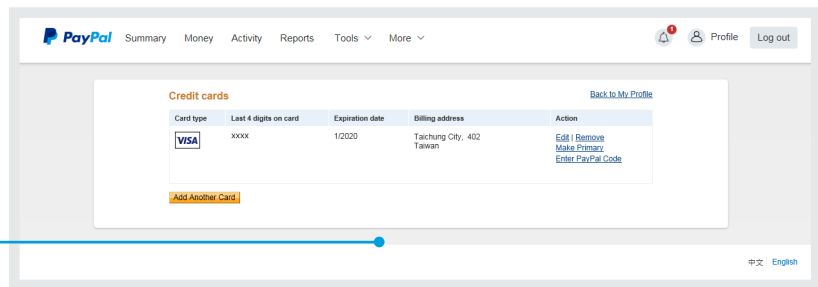 PayPal Summary Money Activity Reports Tools More 1 Profile Log out
Credit cards Back to My Profile
Card type Last 4 digits on card Expiration date Billing address Action
VISA xxxx 1/2020 Taichung City, 402 Edit | Remove
Taiwan Make Primary
Enter PayPal Code
Add Another Card
中文 English